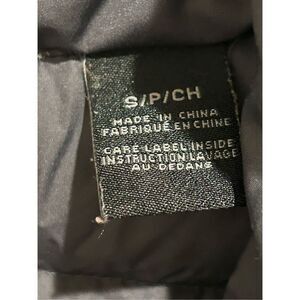 S/P/CH
MADE IN CHINA
FABRIQUÉ EN CHINE
CARE LABEL INSIDE
INSTRUCTION LAVAGE
AU DEDANS